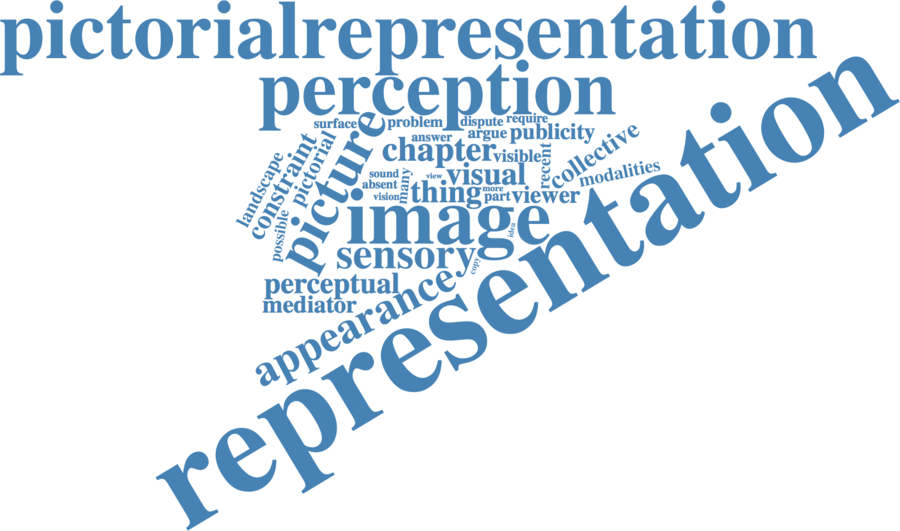 pictorialrepresentation
perception
surface
problem
dispute
require
answer
argue
publicity
picture
pictorial
constraint
landscape
possible
chapter
visible
recent
collective
modalities
sound
absent
vision
many
view
visual
thing
more
part
viewer
image
idea
sensory
copy
perceptual
mediator
appearance
representation